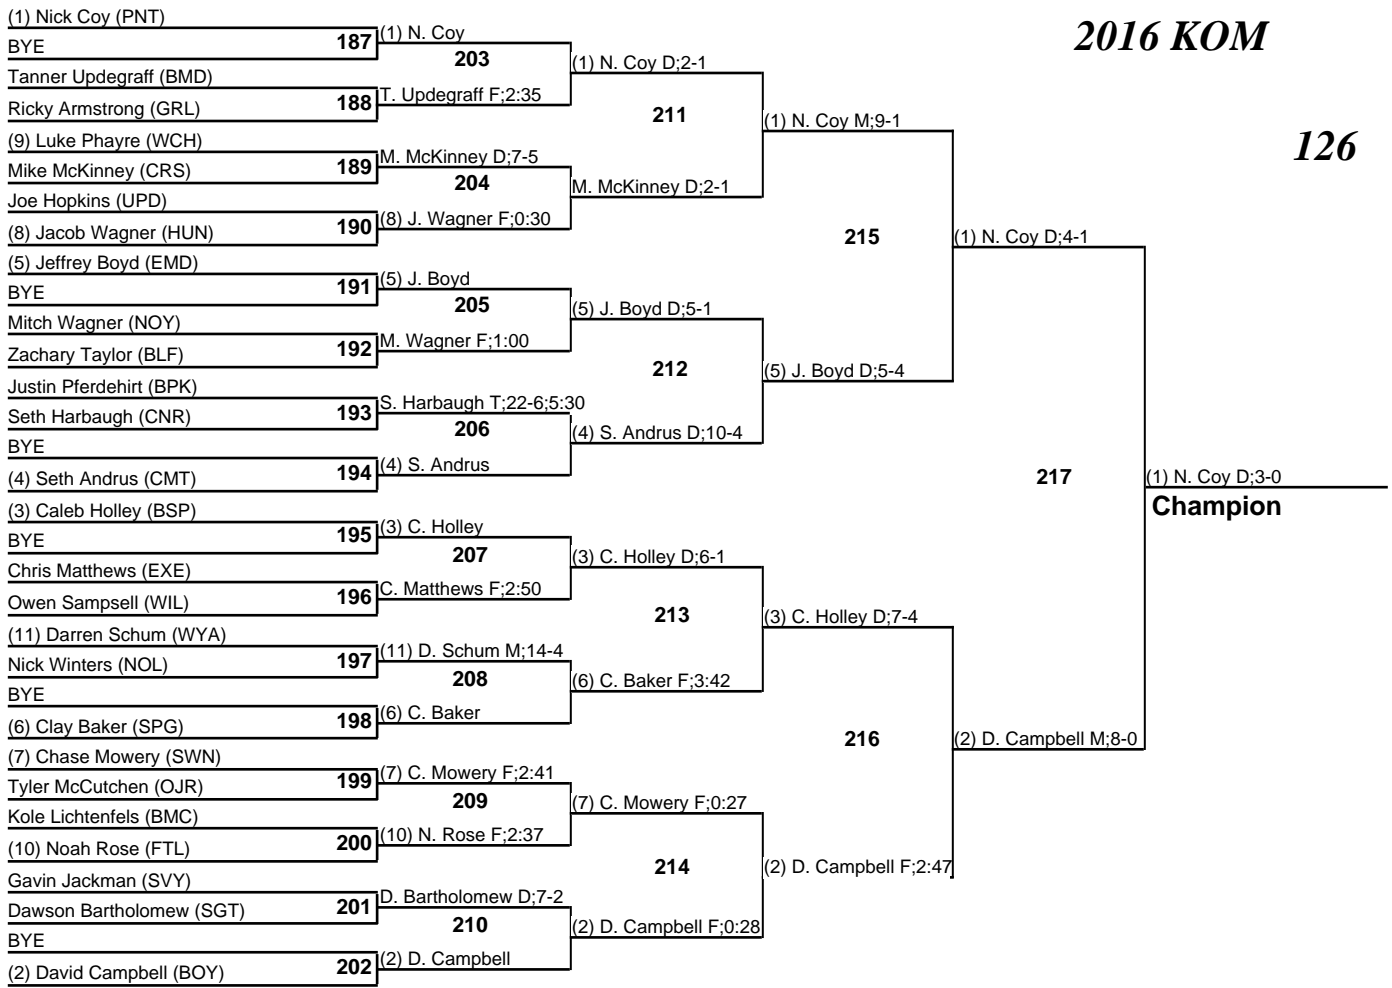 2016 KOM
126
(1) Nick Coy (PNT)
BYE
Tanner Updegraff (BMD)
Ricky Armstrong (GRL)
(9) Luke Phayre (WCH)
Mike McKinney (CRS)
Joe Hopkins (UPD)
(8) Jacob Wagner (HUN)
(5) Jeffrey Boyd (EMD)
BYE
Mitch Wagner (NOY)
Zachary Taylor (BLF)
Justin Pferdehirt (BPK)
Seth Harbaugh (CNR)
BYE
(4) Seth Andrus (CMT)
(3) Caleb Holley (BSP)
BYE
Chris Matthews (EXE)
Owen Sampsell (WIL)
(11) Darren Schum (WYA)
Nick Winters (NOL)
BYE
(6) Clay Baker (SPG)
(7) Chase Mowery (SWN)
Tyler McCutchen (OJR)
Kole Lichtenfels (BMC)
(10) Noah Rose (FTL)
Gavin Jackman (SVY)
Dawson Bartholomew (SGT)
BYE
(2) David Campbell (BOY)
187
188
189
190
191
192
193
194
195
196
197
198
199
200
201
202
(1) N. Coy
203
T. Updegraff F;2:35
M. McKinney D;7-5
204
(8) J. Wagner F;0:30
(5) J. Boyd
205
M. Wagner F;1:00
S. Harbaugh T;22-6;5:30
206
(4) S. Andrus
(3) C. Holley
207
C. Matthews F;2:50
(11) D. Schum M;14-4
208
(6) C. Baker
(7) C. Mowery F;2:41
209
(10) N. Rose F;2:37
D. Bartholomew D;7-2
210
(2) D. Campbell
(1) N. Coy D;2-1
211
M. McKinney D;2-1
(5) J. Boyd D;5-1
212
(4) S. Andrus D;10-4
(3) C. Holley D;6-1
213
(6) C. Baker F;3:42
(7) C. Mowery F;0:27
214
(2) D. Campbell F;0:28
(1) N. Coy M;9-1
215
(5) J. Boyd D;5-4
(3) C. Holley D;7-4
216
(2) D. Campbell F;2:47
(1) N. Coy D;4-1
217
(2) D. Campbell M;8-0
(1) N. Coy D;3-0
Champion